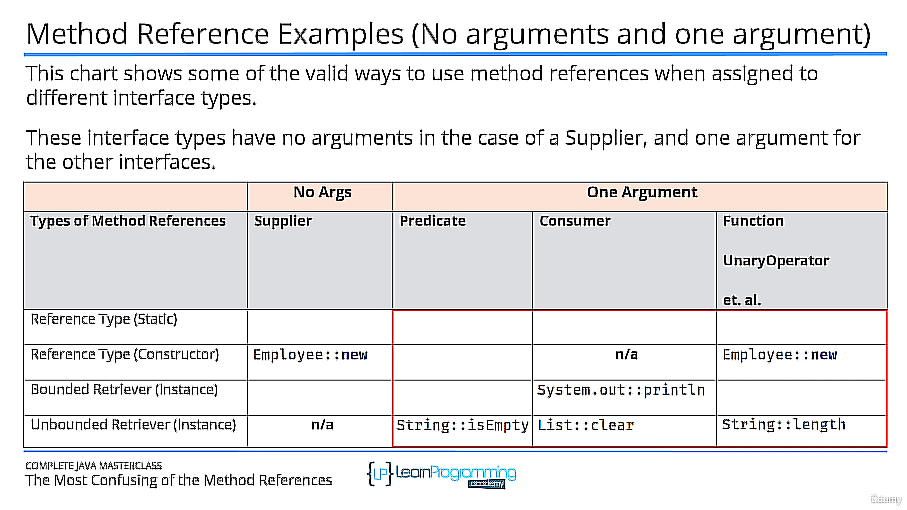 Method Reference Examples (No arguments and one argument)
This chart shows some of the valid ways to use method references when assigned to
different interface types.
These interface types have no arguments in the case of a Supplier, and one argument for
the other interfaces.
No Args One Argument
Types of Method References Supplier Predicate Consumer Function
UnaryOperator
et. al.
Reference Type (Static)
Reference Type (Constructor) Employee::new n/a Employee::new
Bounded Retriever (Instance) System.out::println
Unbounded Retriever (Instance) n/a String::isEmpty List::clear String::length
COMPLETE JAVA MASTERCLASS
The Most Confusing of the Method References
{LP} LearnProgramming
academy
Udemy